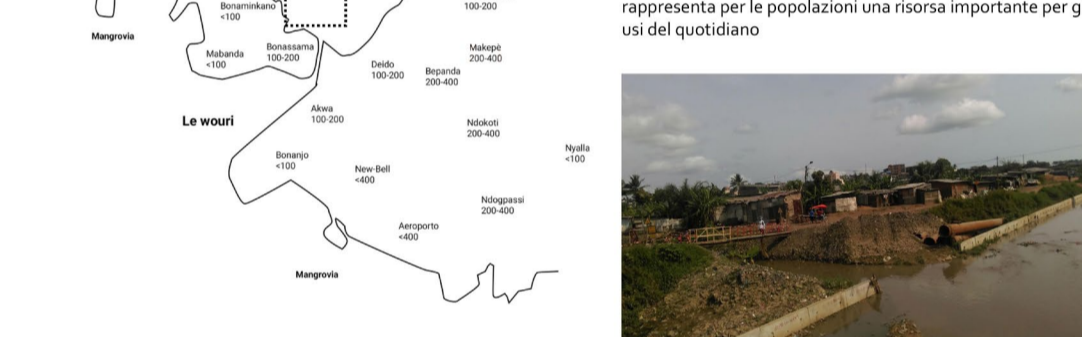 Bonaminkano
<100
100-200
Mangrovia
Mabanda
<100
Bonassama
100-200
Makepè
200-400
Deido
100-200
Bepanda
200-400
Le wouri
Akwa
100-200
Ndokoti
200-400
Nyalla
<100
Bonanjo
<100
New-Bell
<400
Ndogpassi
200-400
Aeroporto
<400
Mangrovia
rappresenta per le popolazioni una risorsa importante per g
usi del quotidiano